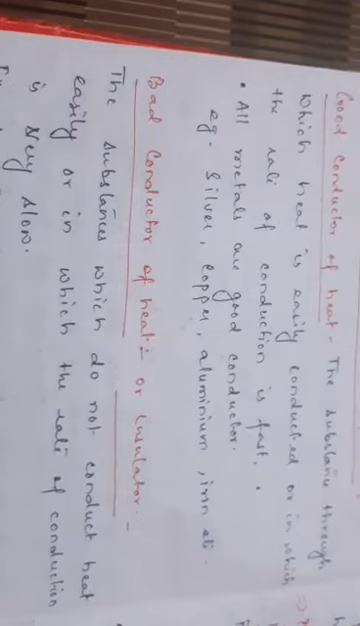 Good conductor of heat - The substance through
which heat is easily conducted or in which
the rate of conduction is fast.
• All metals are good conductor.
eg - Silver, copper, aluminium, iron etc.
Bad Conductor of heat :- or Insulator -
The substances which do not conduct heat
easily or in which the rate of conduction
is very slow.